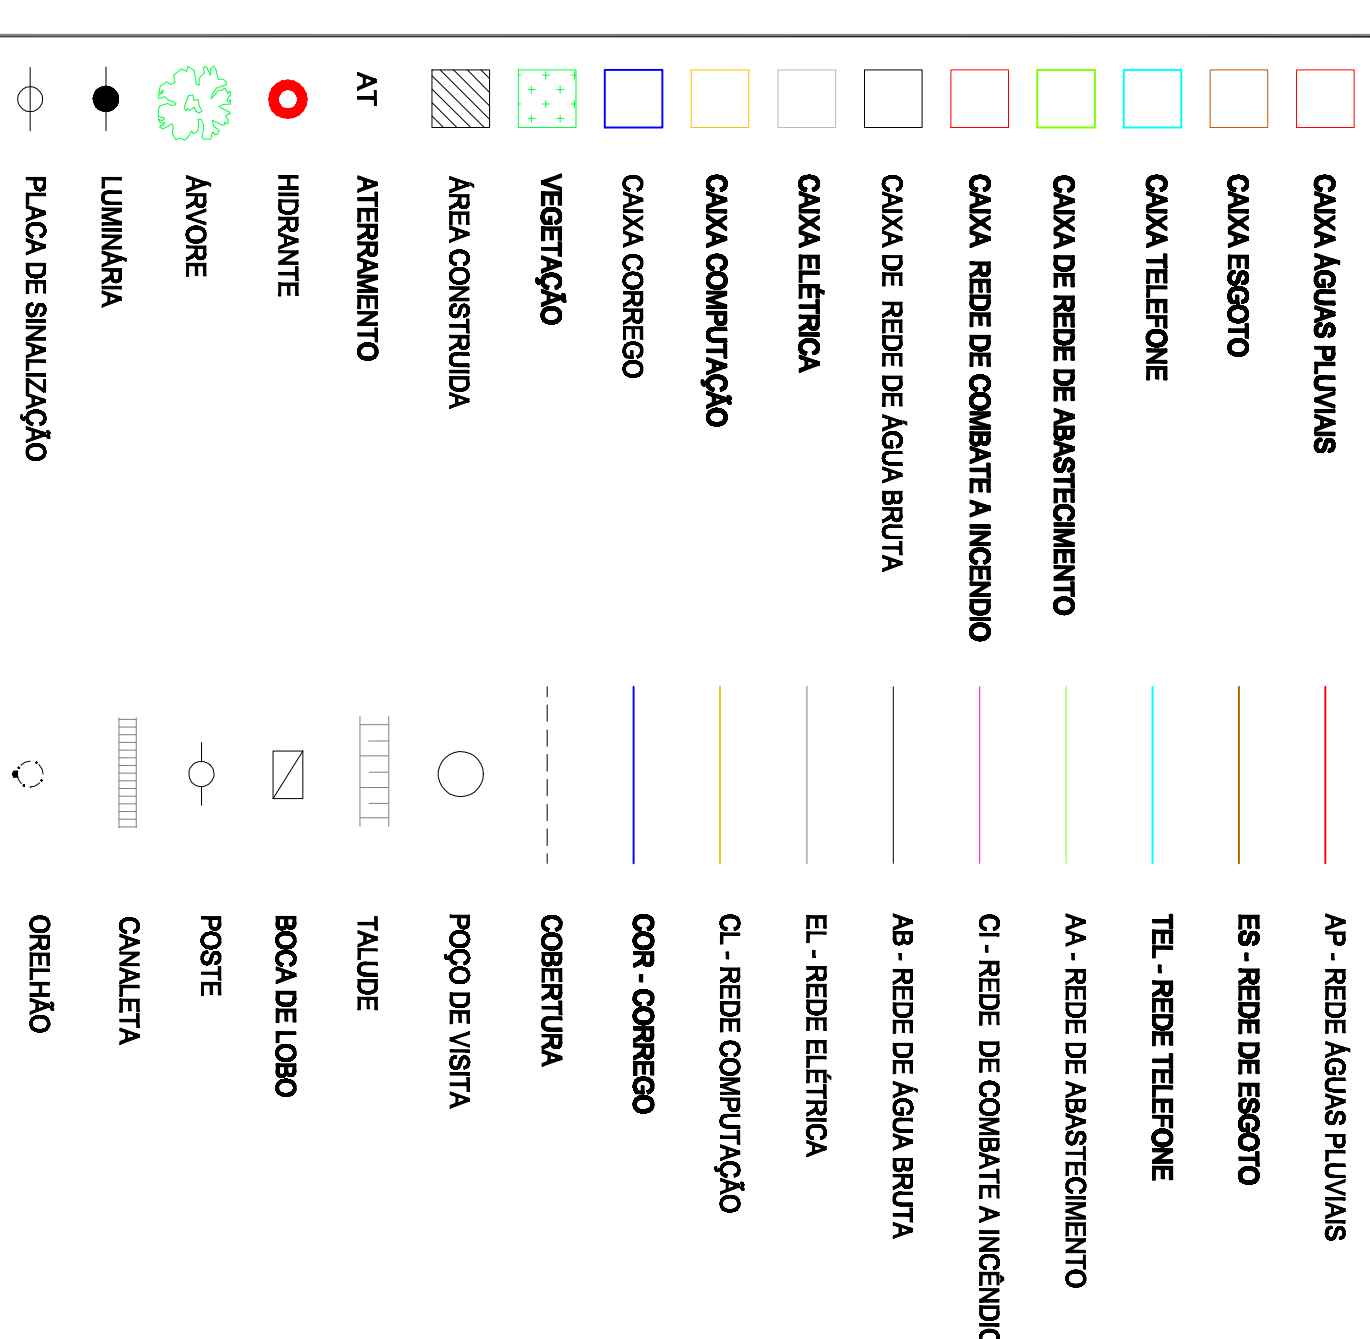 CAIXA ÁGUAS PLUVIAIS
CAIXA ESGOTO
CAIXA TELEFONE
CAIXA DE REDE DE ABASTECIMENTO
CAIXA REDE DE COMBATE A INCENDIO
CAIXA DE REDE DE ÁGUA BRUTA
CAIXA ELÉTRICA
CAIXA COMPUTAÇÃO
CAIXA CORREGO
VEGETAÇÃO
ÁREA CONSTRUIDA
AT ATERRAMENTO
HIDRANTE
ÁRVORE
LUMINÁRIA
PLACA DE SINALIZAÇÃO
AP - REDE ÁGUAS PLUVIAIS
ES - REDE DE ESGOTO
TEL - REDE TELEFONE
AA - REDE DE ABASTECIMENTO
CI - REDE DE COMBATE A INCÊNDIO
AB - REDE DE ÁGUA BRUTA
EL - REDE ELÉTRICA
CL - REDE COMPUTAÇÃO
COR - CORREGO
COBERTURA
POÇO DE VISITA
TALUDE
BOCA DE LOBO
POSTE
CANALETA
ORELHÃO